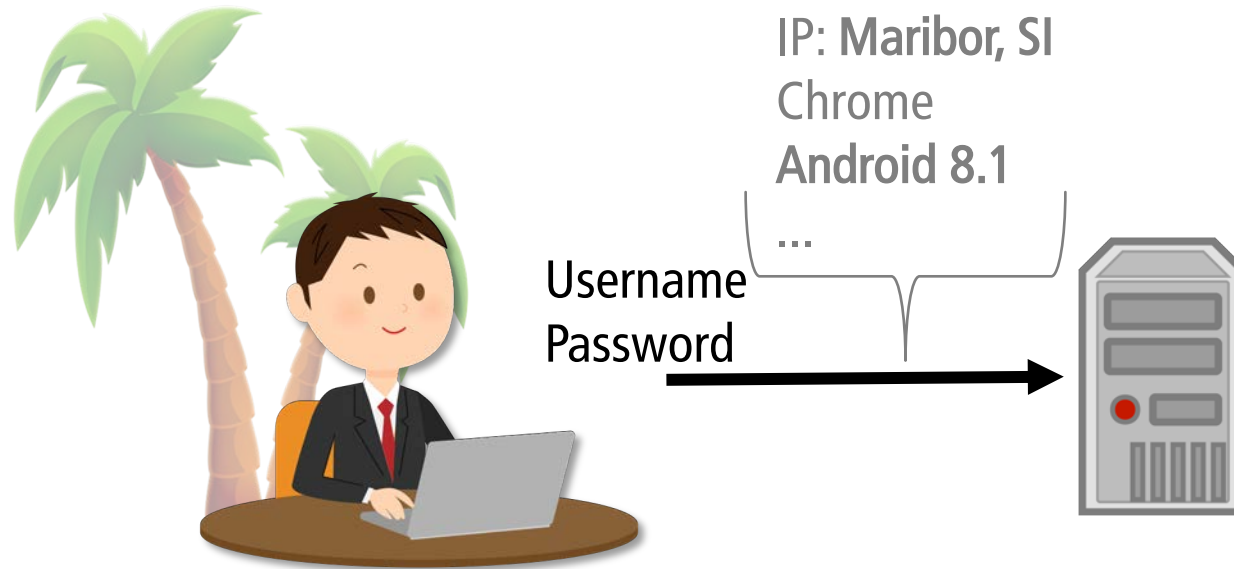 IP: Maribor, SI
Chrome
Android 8.1
...
Username
Password